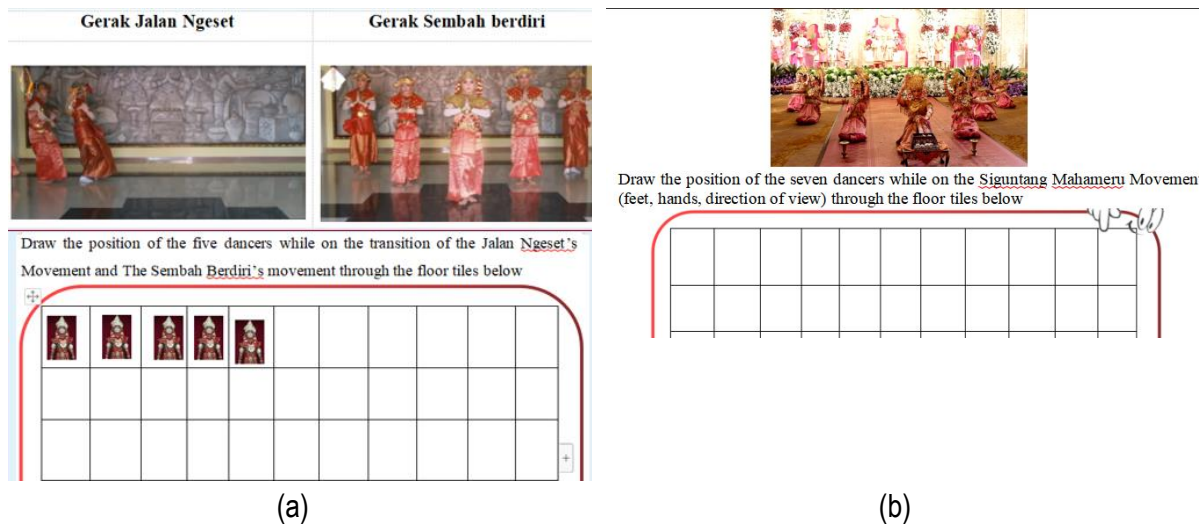 Gerak Jalan Ngeset
Gerak Sembah berdiri
Draw the position of the five dancers while on the transition of the Jalan Ngeset's
Movement and The Sembah Berdiri's movement through the floor tiles below
(a)
Draw the position of the seven dancers while on the Siguntang Mahameru Movement
(feet, hands, direction of view) through the floor tiles below
(b)